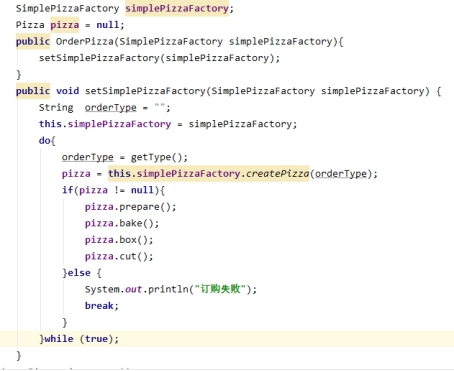 SimplePizzaFactory simplePizzaFactory;
Pizza pizza = null;
public OrderPizza(SimplePizzaFactory simplePizzaFactory){
setSimplePizzaFactory(simplePizzaFactory);
}
public void setSimplePizzaFactory(SimplePizzaFactory simplePizzaFactory) {
String orderType = "";
this.simplePizzaFactory = simplePizzaFactory;
do{
orderType = getType();
pizza = this.simplePizzaFactory.createPizza(orderType);
if(pizza != null){
pizza.prepare();
pizza.bake();
pizza.box();
pizza.cut();
}else {
System.out.println("订购失败");
break;
}
}while (true);
}